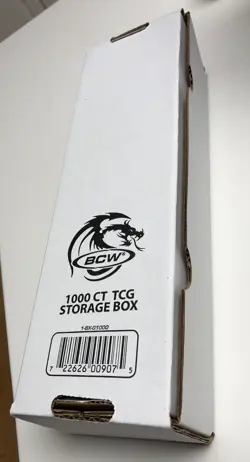 BCW®
1000 CT TCG
STORAGE BOX
1-BX-01000
7 22626 00907 5